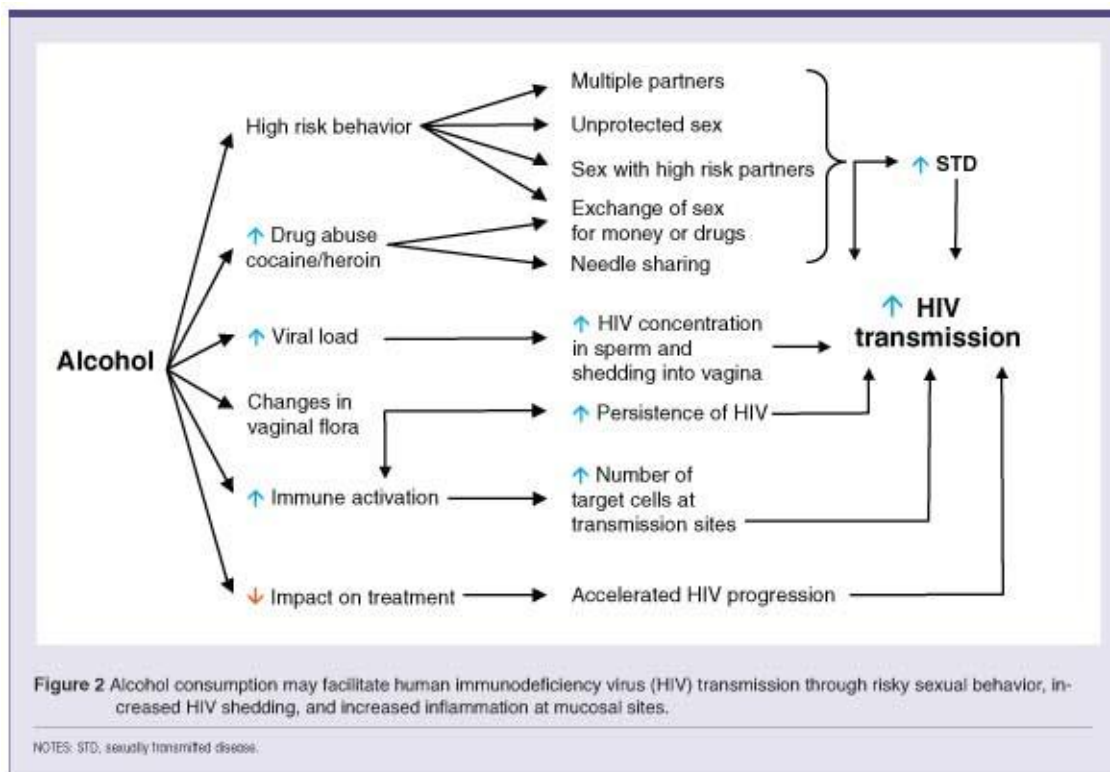 Multiple partners
High risk behavior
Unprotected sex
Sex with high risk partners
↑ STD
Exchange of sex
for money or drugs
↑ Drug abuse
cocaine/heroin
Needle sharing
↑ HIV
transmission
Alcohol
↑ Viral load
↑ HIV concentration
in sperm and
shedding into vagina
Changes in
vaginal flora
↑ Persistence of HIV
↑ Immune activation
↑ Number of
target cells at
transmission sites
↓ Impact on treatment
Accelerated HIV progression
Figure 2 Alcohol consumption may facilitate human immunodeficiency virus (HIV) transmission through risky sexual behavior, in-
creased HIV shedding, and increased inflammation at mucosal sites.
NOTES: STD, sexually transmitted disease.